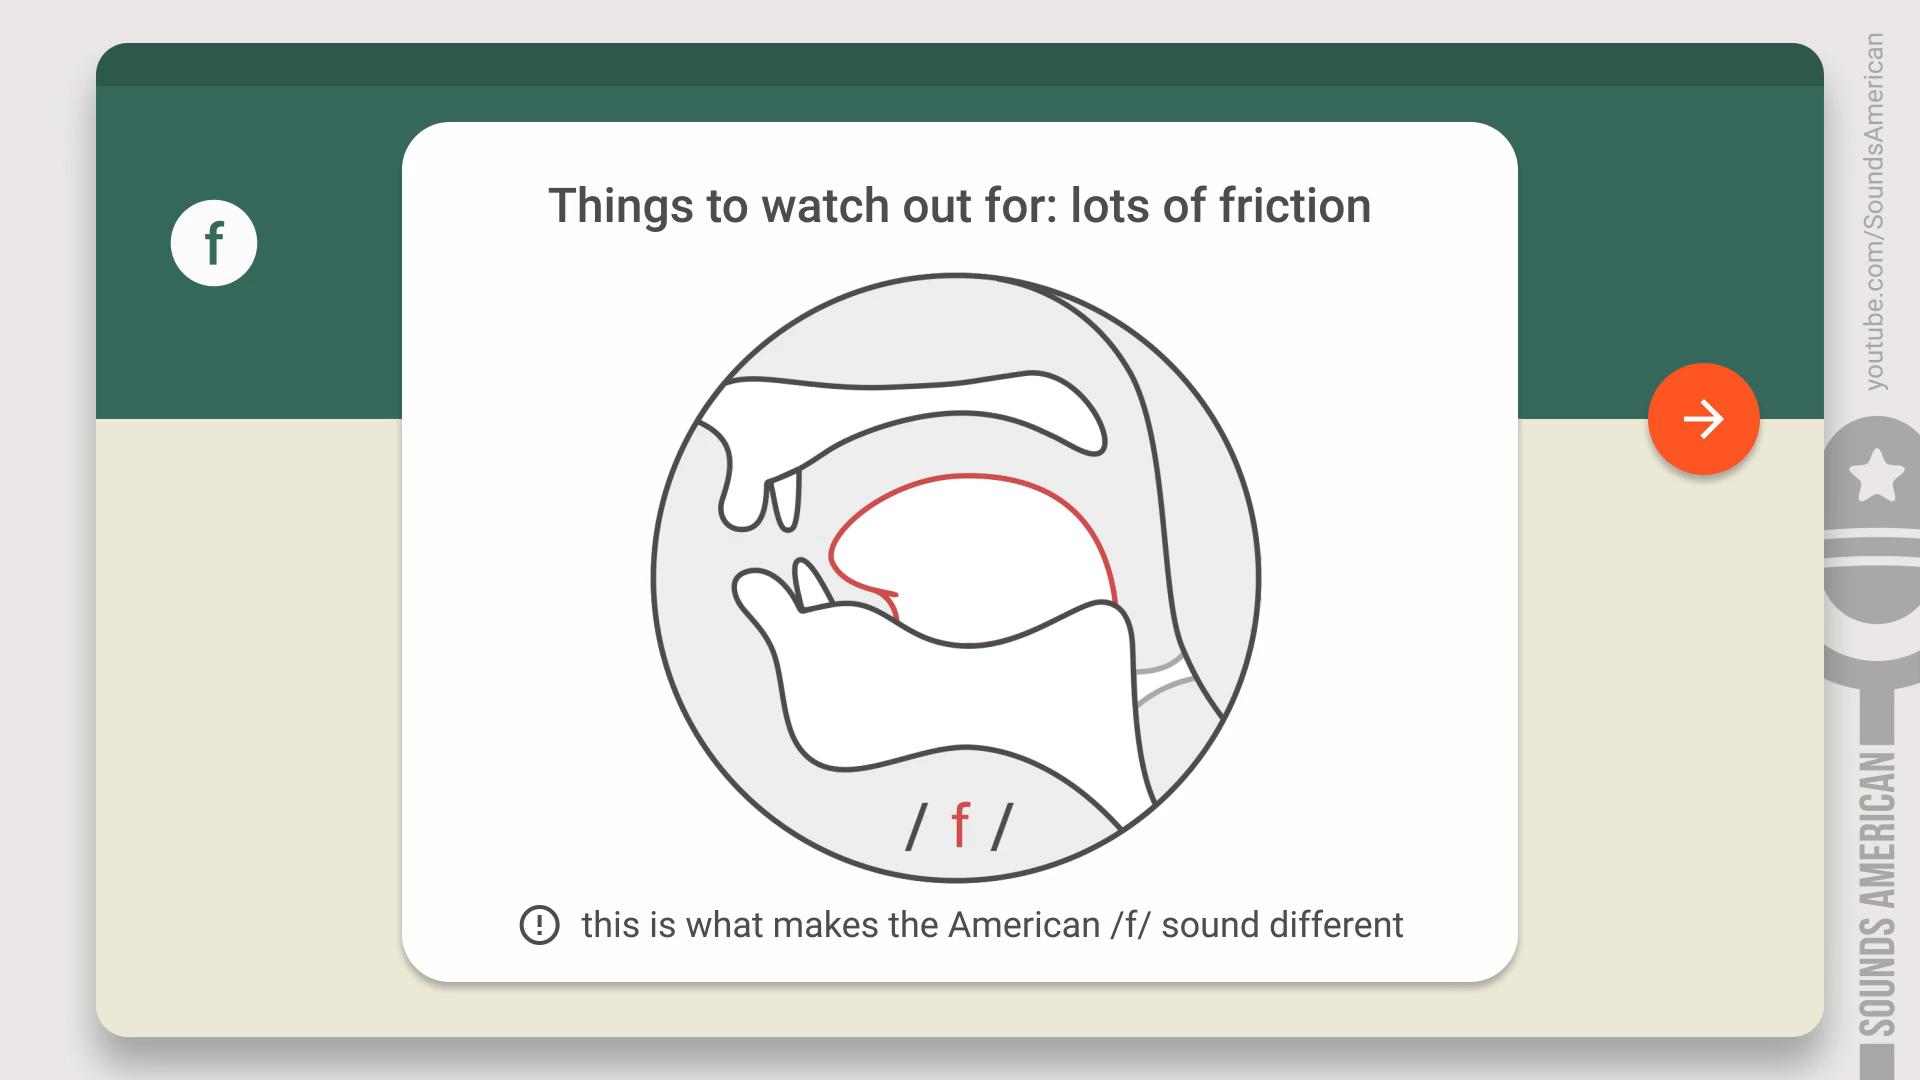 Things to watch out for: lots of friction
f
/ f /
this is what makes the American /f/ sound different
youtube.com/SoundsAmerican
SOUNDS AMERICAN